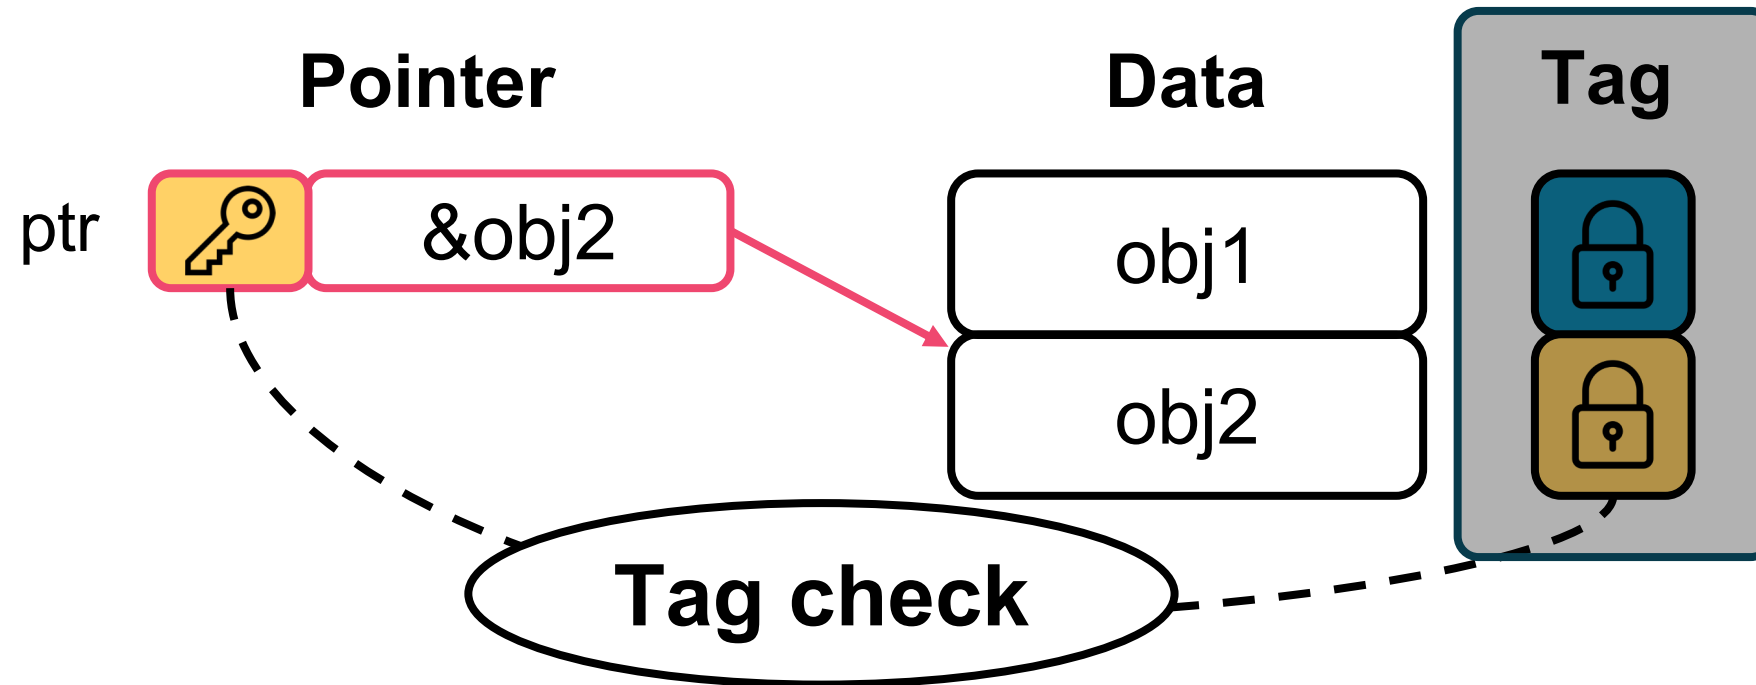 Pointer
Data
Tag
ptr
&obj2
obj1
obj2
Tag check